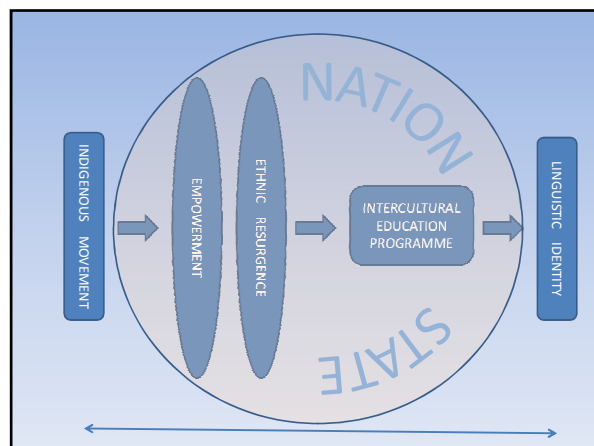 INDIGENOUS MOVEMENT
EMPOWERMENT
ETHNIC RESURGENCE
NATION
INTERCULTURAL
EDUCATION
PROGRAMME
STATE
LINGUISTIC IDENTITY